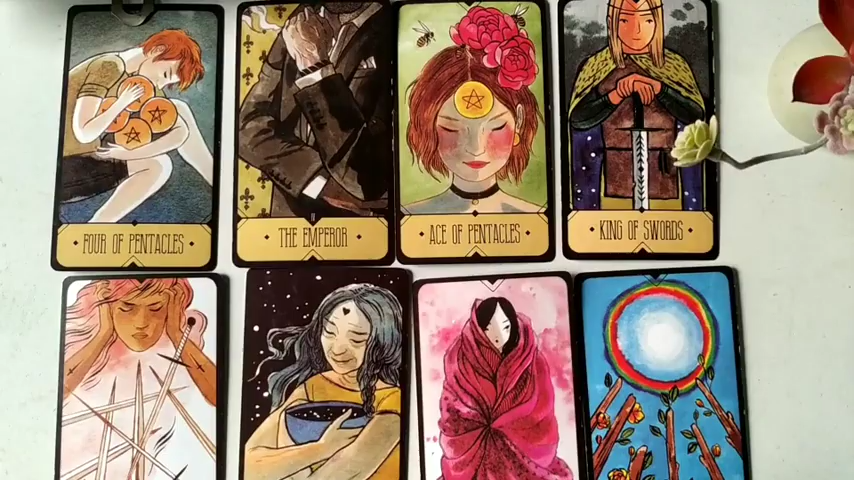 FOUR OF PENTACLES
THE EMPEROR
ACE OF PENTACLES
KING OF SWORDS